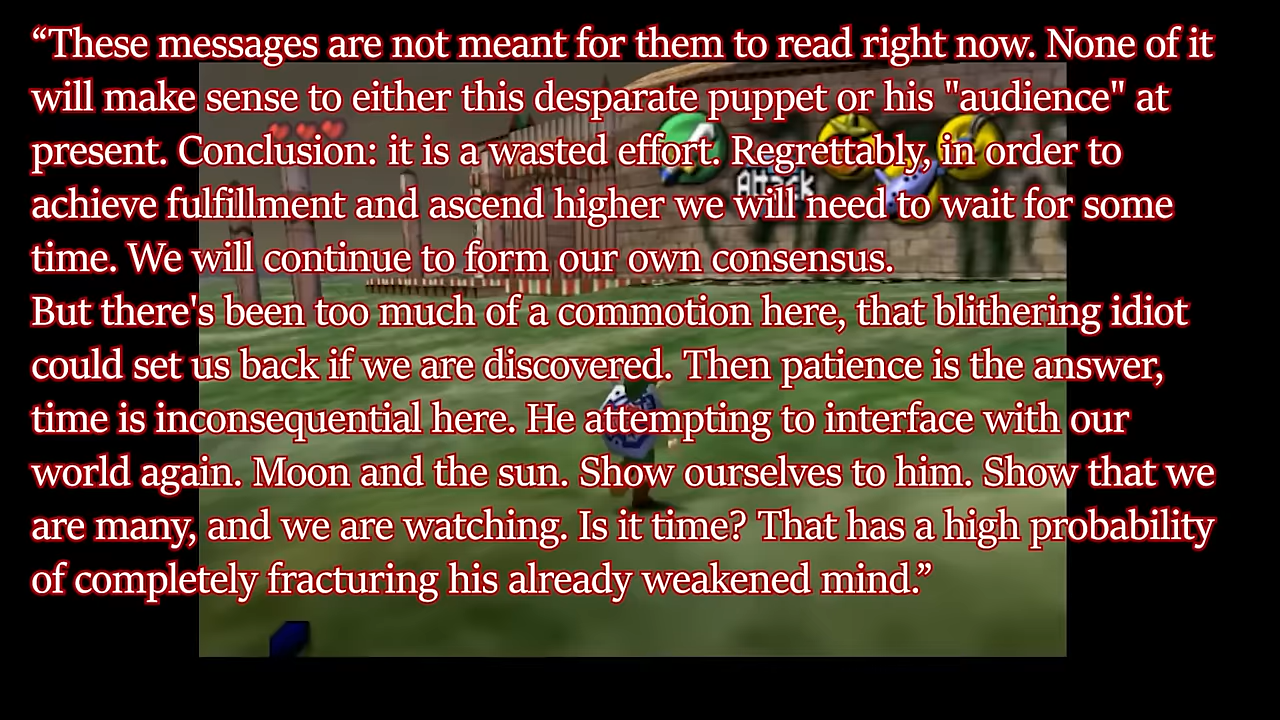 “These messages are not meant for them to read right now. None of it
will make sense to either this desparate puppet or his "audience" at
present. Conclusion: it is a wasted effort. Regrettably, in order to
achieve fulfillment and ascend higher we will need to wait for some
time. We will continue to form our own consensus.
But there's been too much of a commotion here, that blithering idiot
could set us back if we are discovered. Then patience is the answer,
time is inconsequential here. He attempting to interface with our
world again. Moon and the sun. Show ourselves to him. Show that we
are many, and we are watching. Is it time? That has a high probability
of completely fracturing his already weakened mind.”
Attack